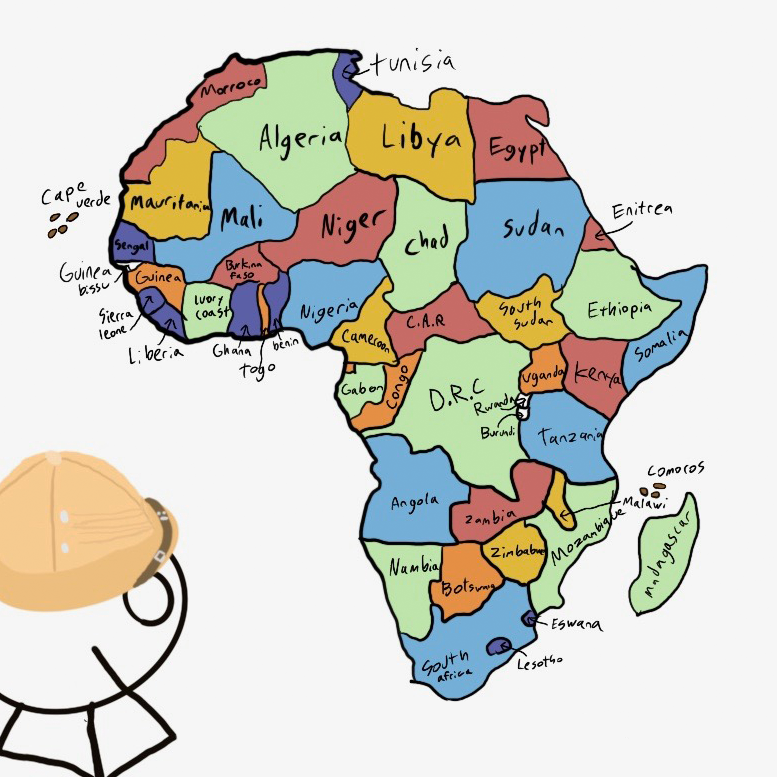 Tunisia
Morroco
Algeria
Libya
Egypt
Cape
verde
Mauritania
Mali
Niger
Chad
Sudan
Enitrea
Sengal
Guinea
bissu
Guinea
Burkina
faso
Ivory
coast
Nigeria
C.A.R
South
Sudan
Ethiopia
Somalia
Sierra
leone
Liberia
Ghana
togo
benin
Cameroon
Gabon
Congo
D.R.C
Uganda
Kenya
Rwanda
Burundi
Tanzania
Comoros
Angola
Zambia
Malawi
Mozambique
Madagascar
Nambia
Zimbabwe
Botswna
Eswana
Lesotho
South
africa